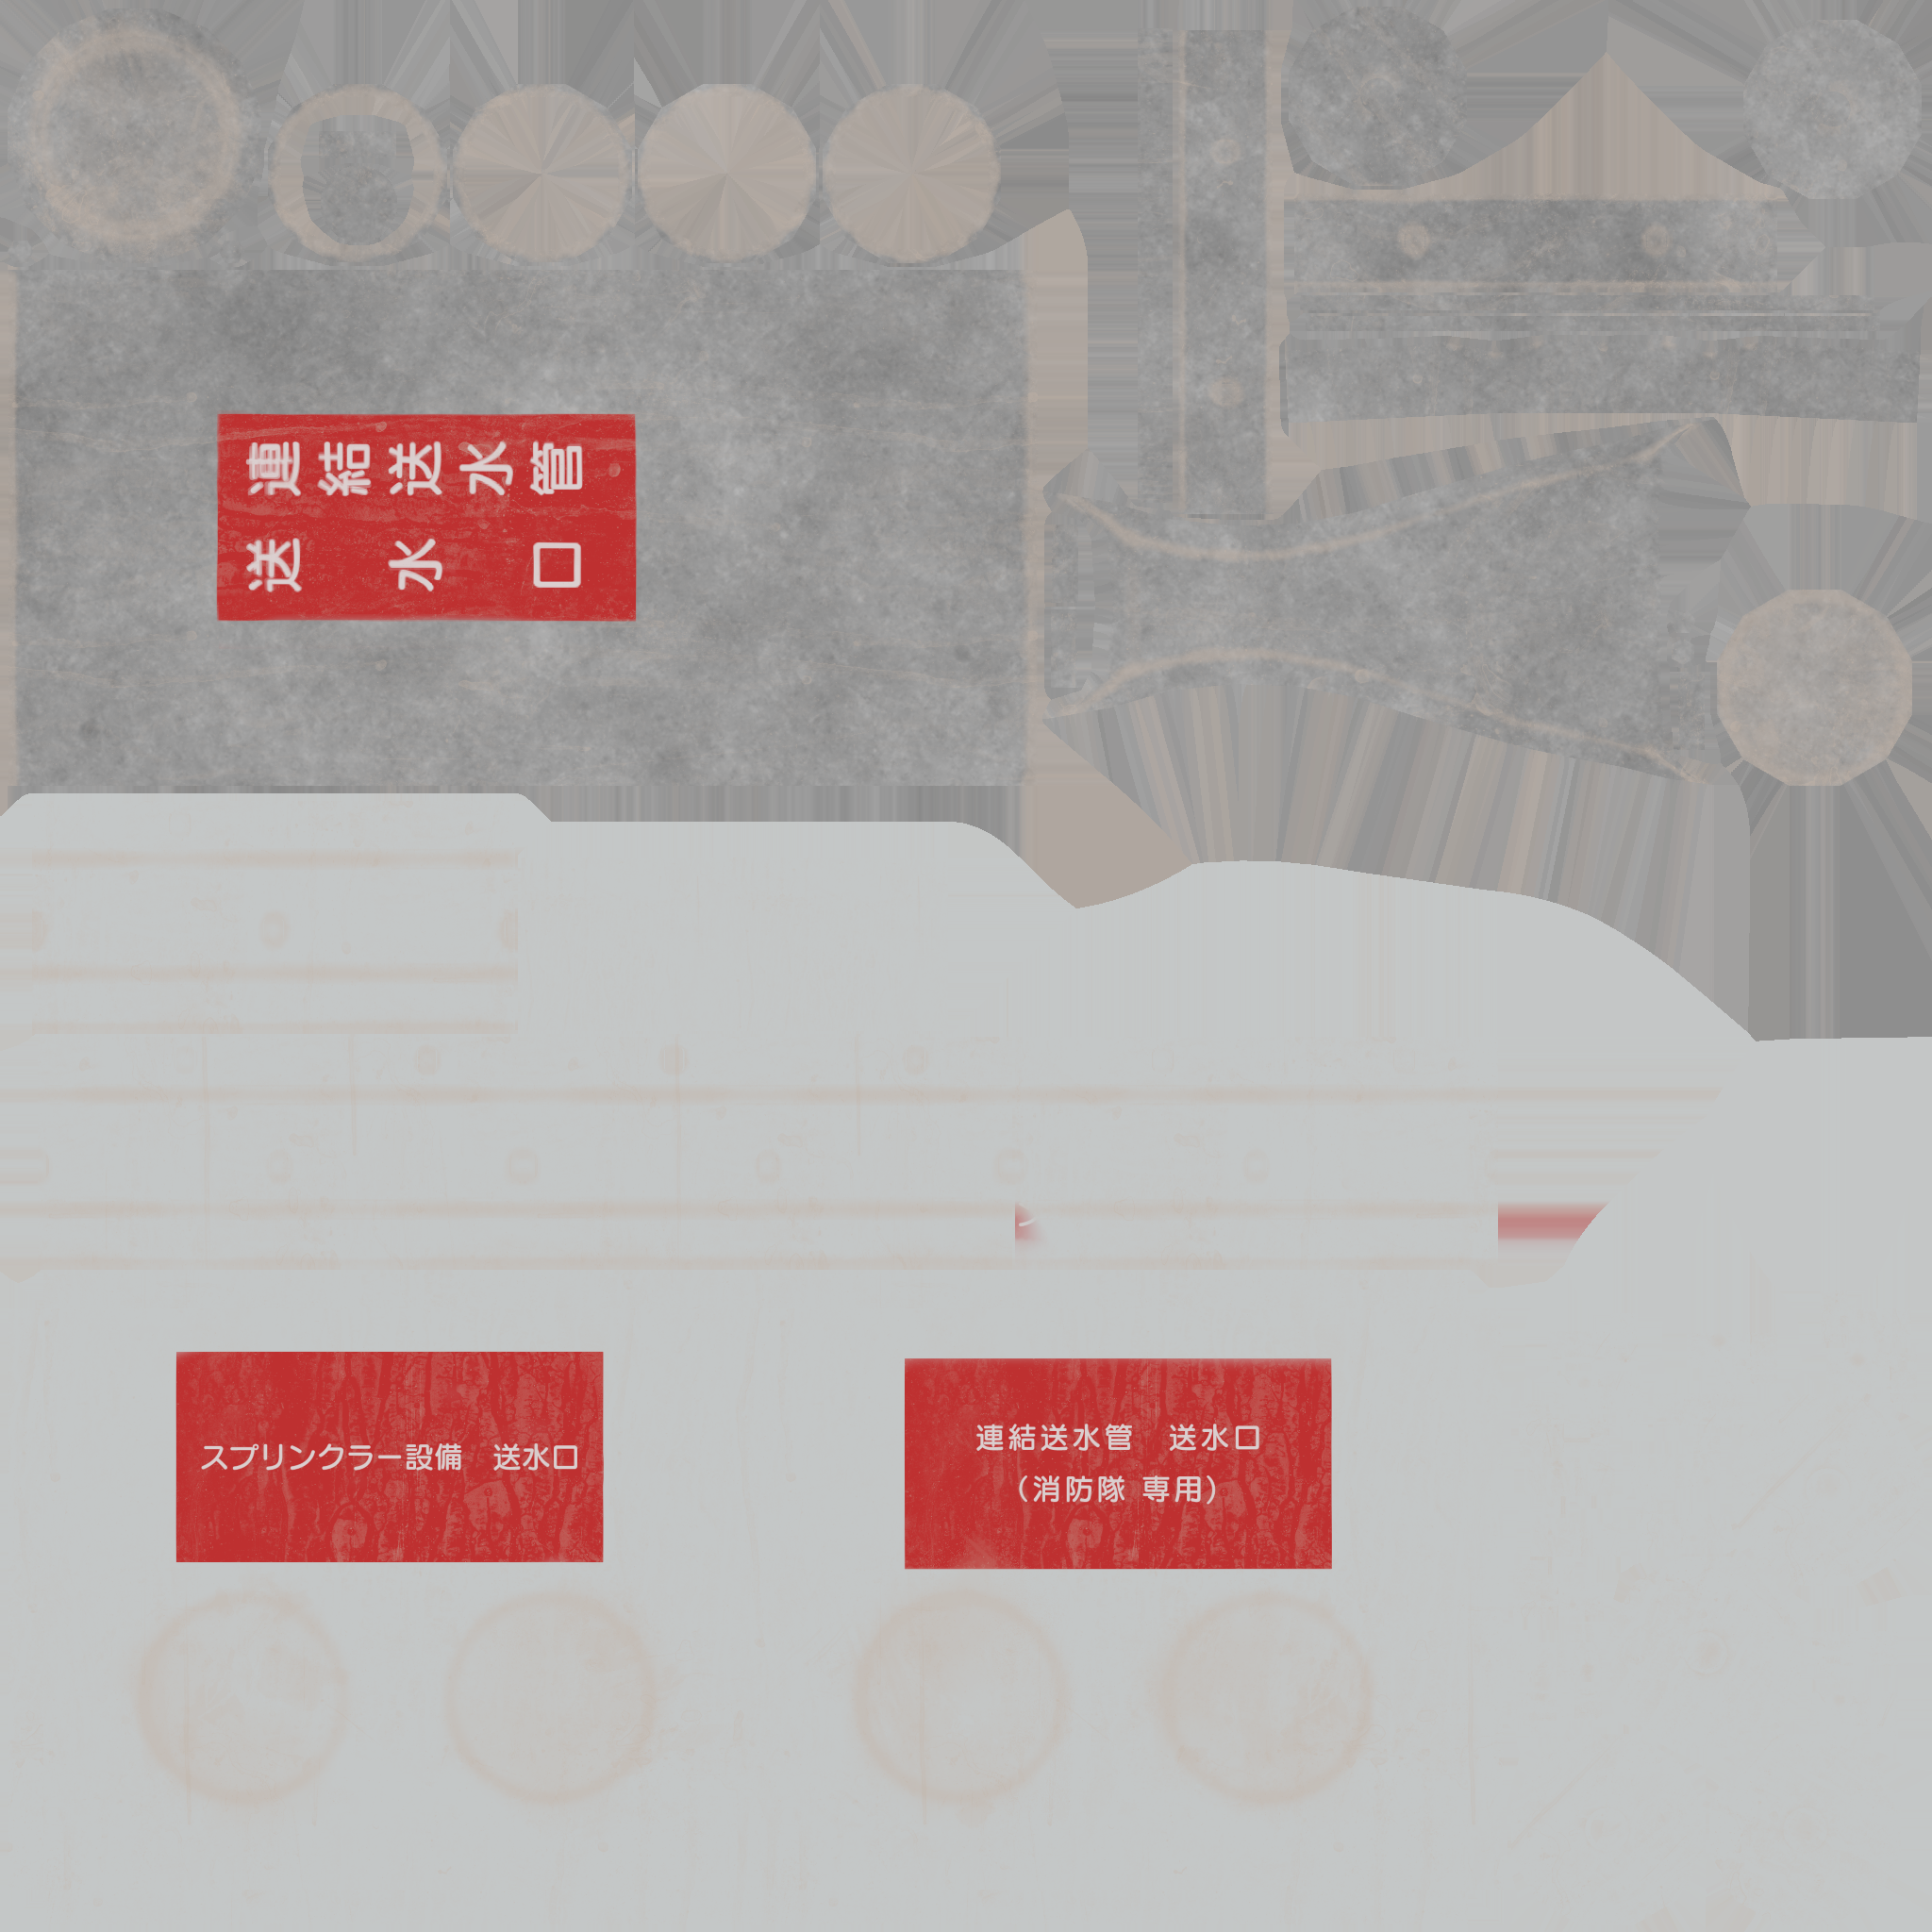 連結送水管
送　水　口
スプリンクラー設備　送水口
連結送水管　送水口
（消防隊 専用）